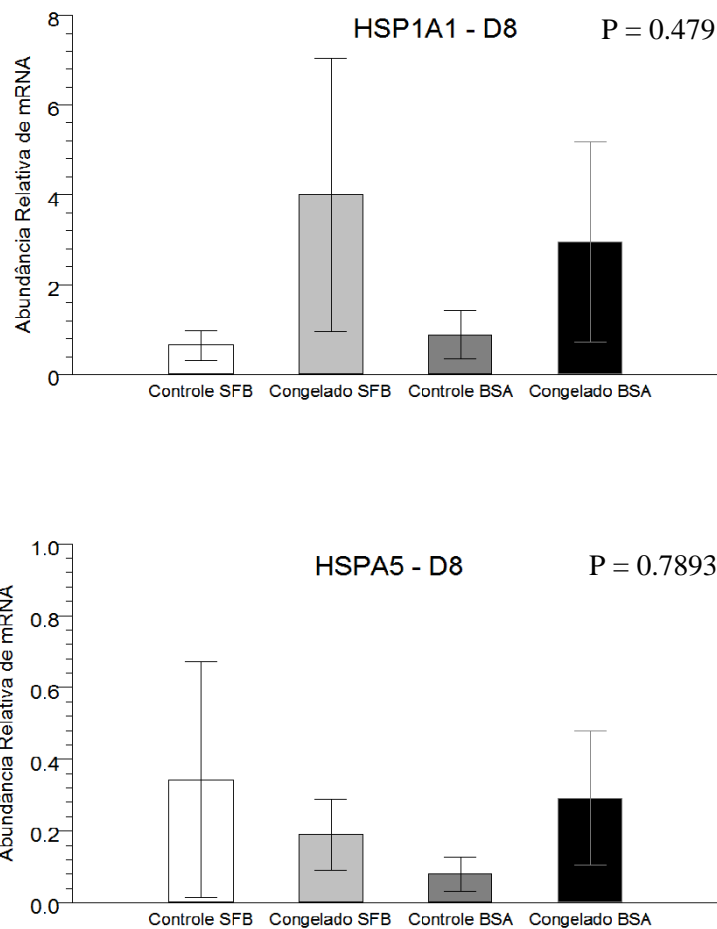 HSP1A1 - D8 P = 0.479
Abundância Relativa de mRNA
8
6
4
2
0
Controle SFB Congelado SFB Controle BSA Congelado BSA
HSPA5 - D8 P = 0.7893
Abundância Relativa de mRNA
1.0
0.8
0.6
0.4
0.2
0.0
Controle SFB Congelado SFB Controle BSA Congelado BSA